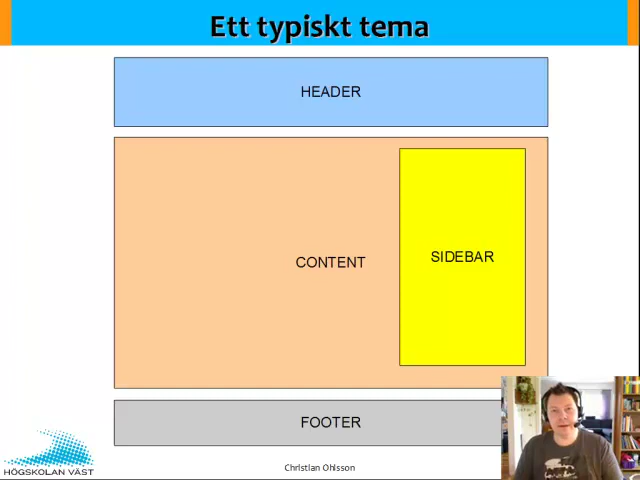 Ett typiskt tema
HEADER
CONTENT
SIDEBAR
FOOTER
HÖGSKOLAN VÄST
Christian Ohlsson